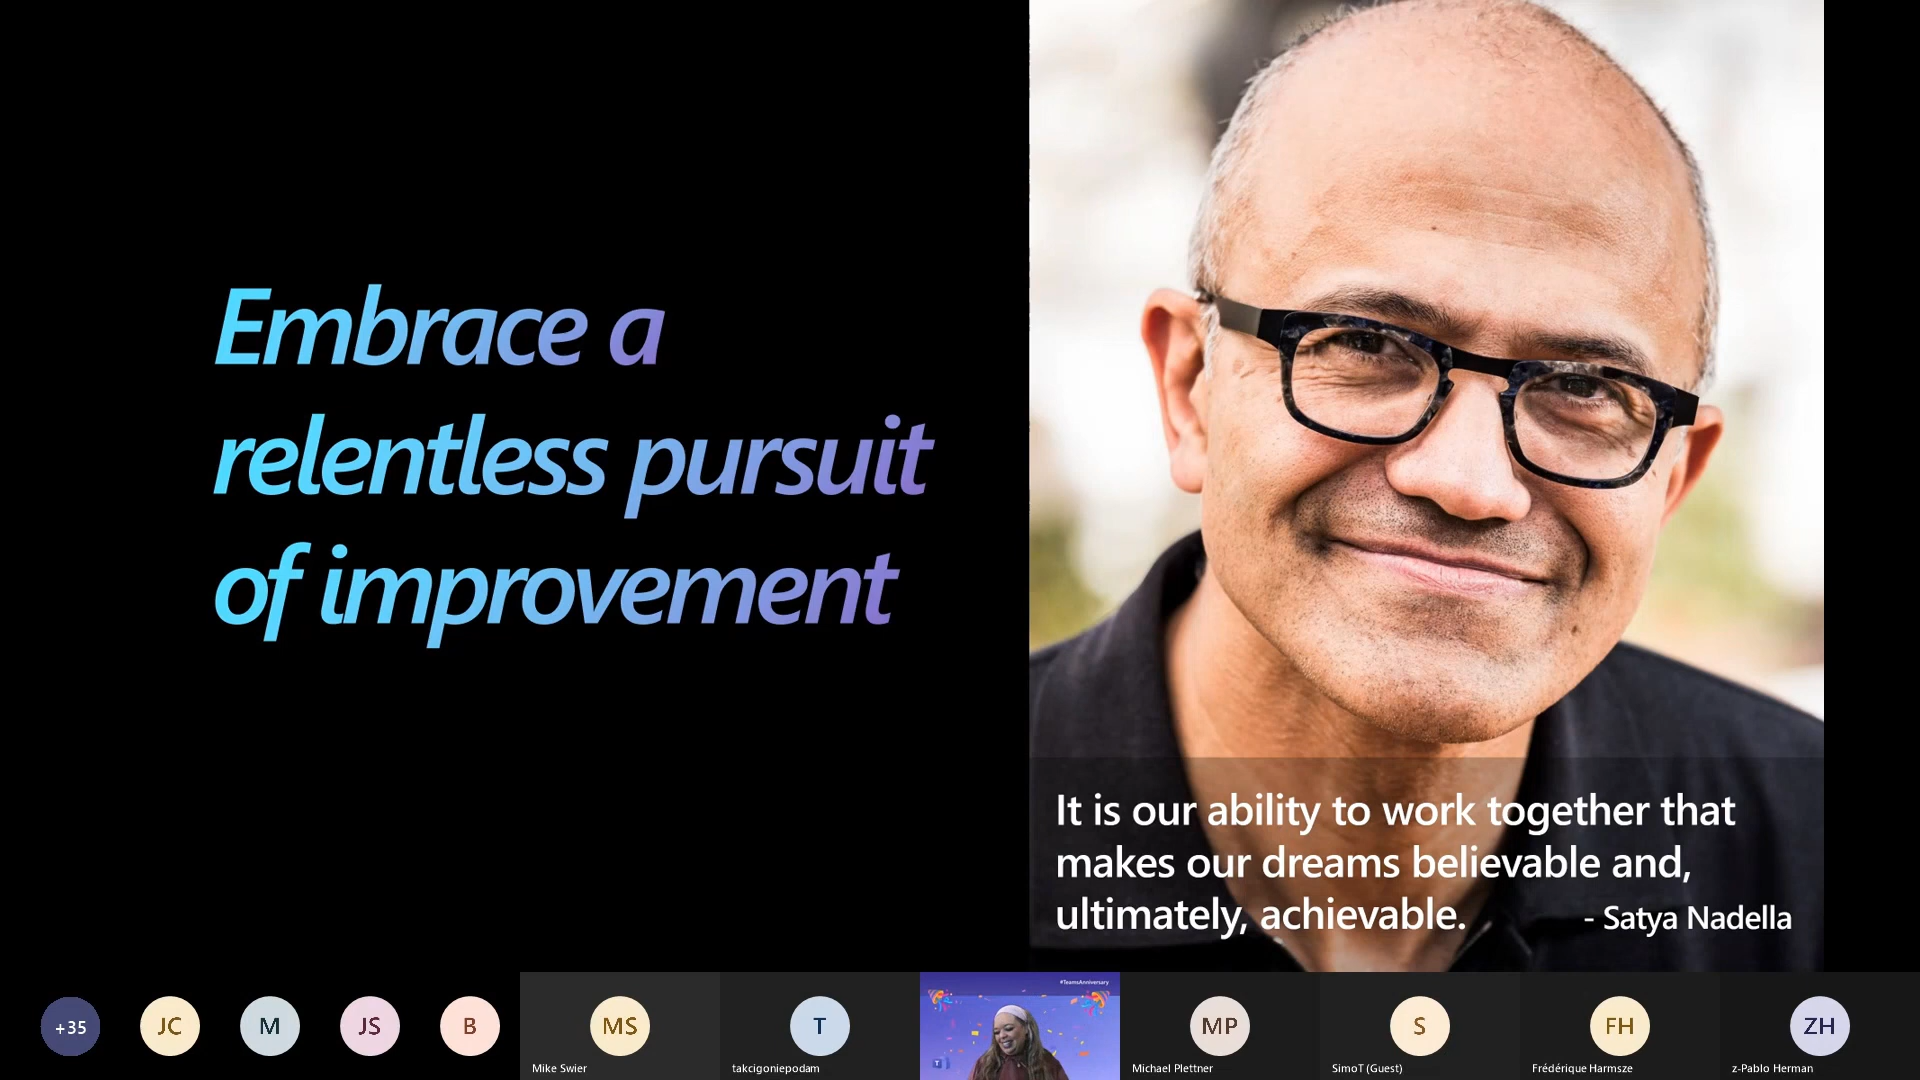 Embrace a
relentless pursuit
of improvement
It is our ability to work together that
makes our dreams believable and,
ultimately, achievable.
- Satya Nadella
+35
JC
M
JS
B
MS
Mike Swier
T
takcigoniepodam
#TeamsAnniversary
MP
Michael Plettner
S
SimoT (Guest)
FH
Frédérique Harmsze
ZH
z-Pablo Herman